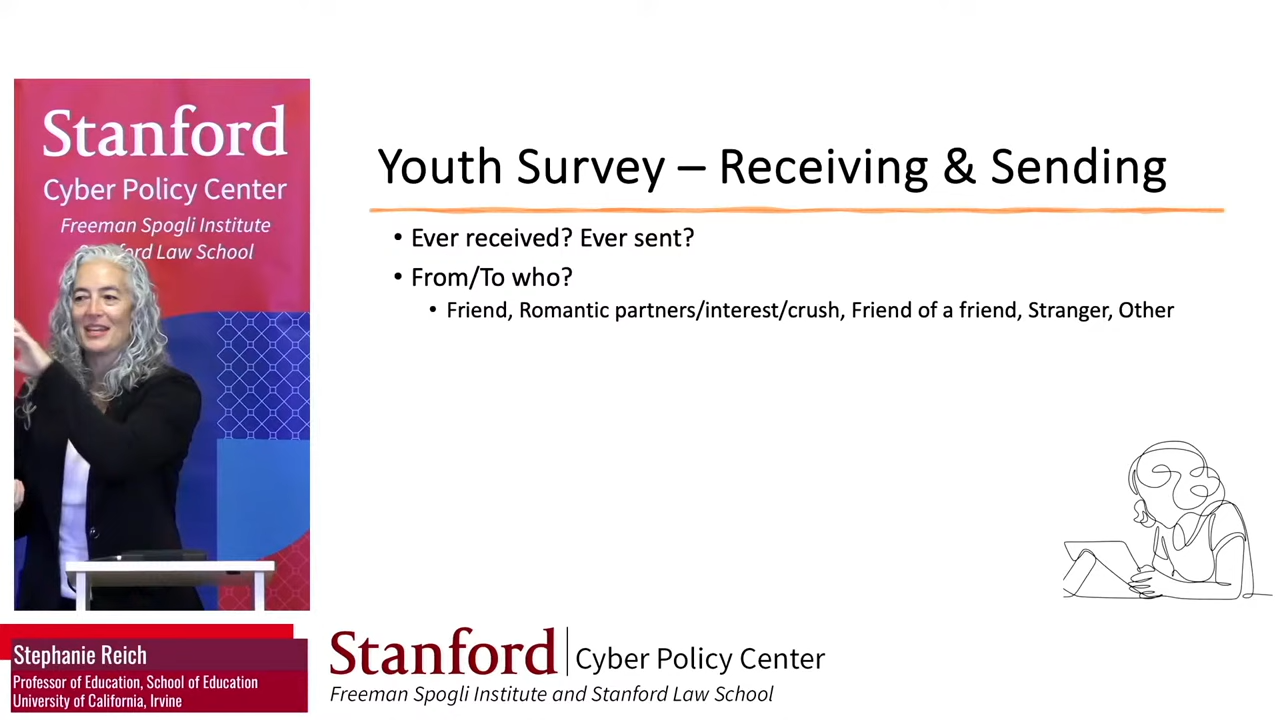 Stanford
Cyber Policy Center
Freeman Spogli Institute
Stanford Law School
Youth Survey – Receiving & Sending
• Ever received? Ever sent?
• From/To who?
• Friend, Romantic partners/interest/crush, Friend of a friend, Stranger, Other
Stephanie Reich
Professor of Education, School of Education
University of California, Irvine
Stanford | Cyber Policy Center
Freeman Spogli Institute and Stanford Law School